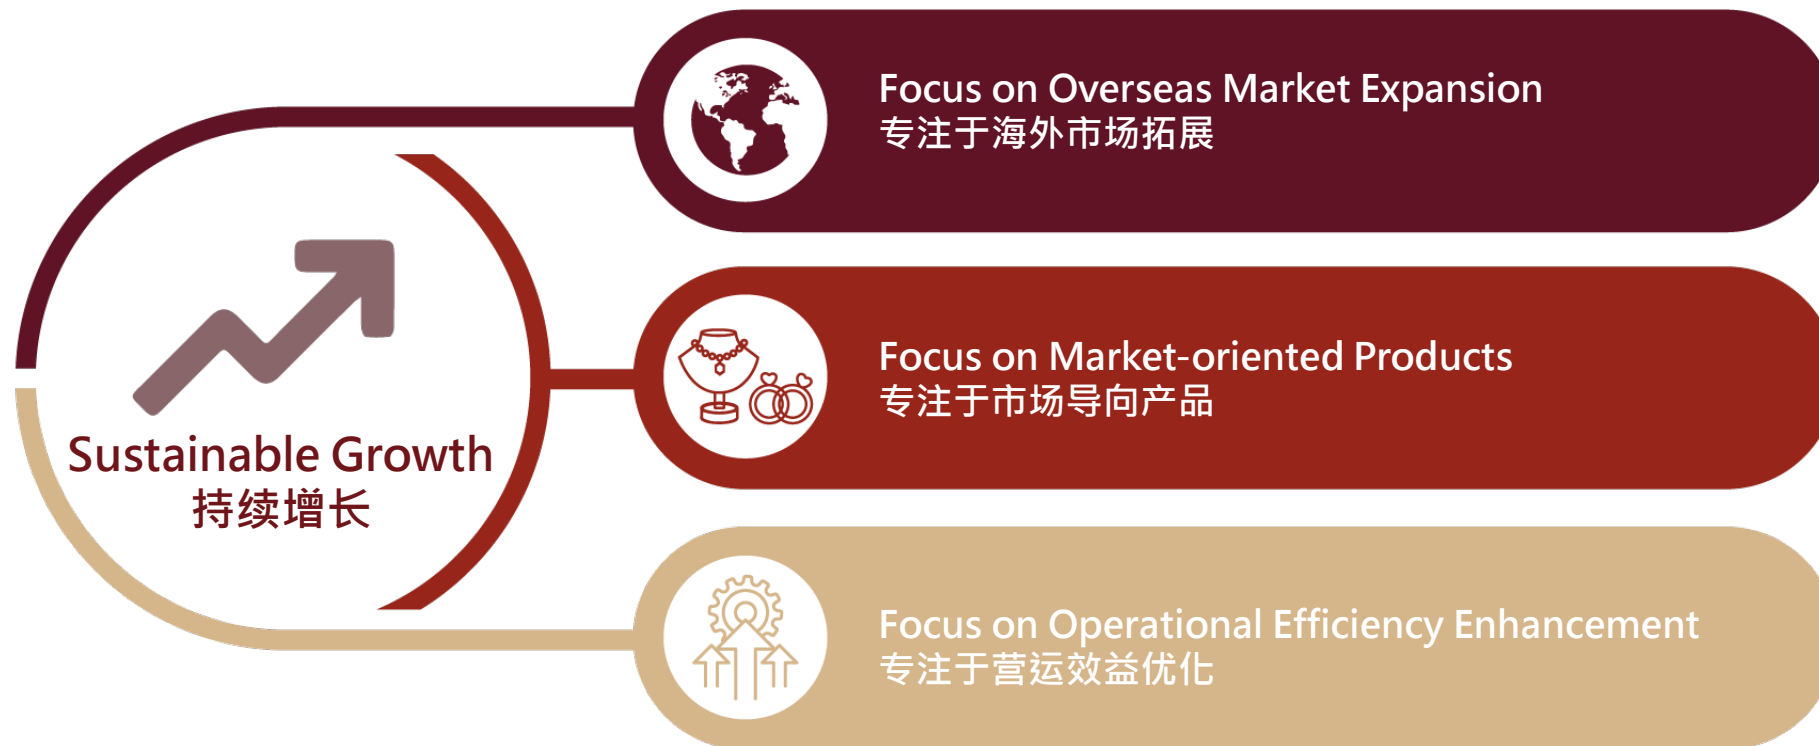 Sustainable Growth
持续增长
Focus on Overseas Market Expansion
专注于海外市场拓展
Focus on Market-oriented Products
专注于市场导向产品
Focus on Operational Efficiency Enhancement
专注于营运效益优化